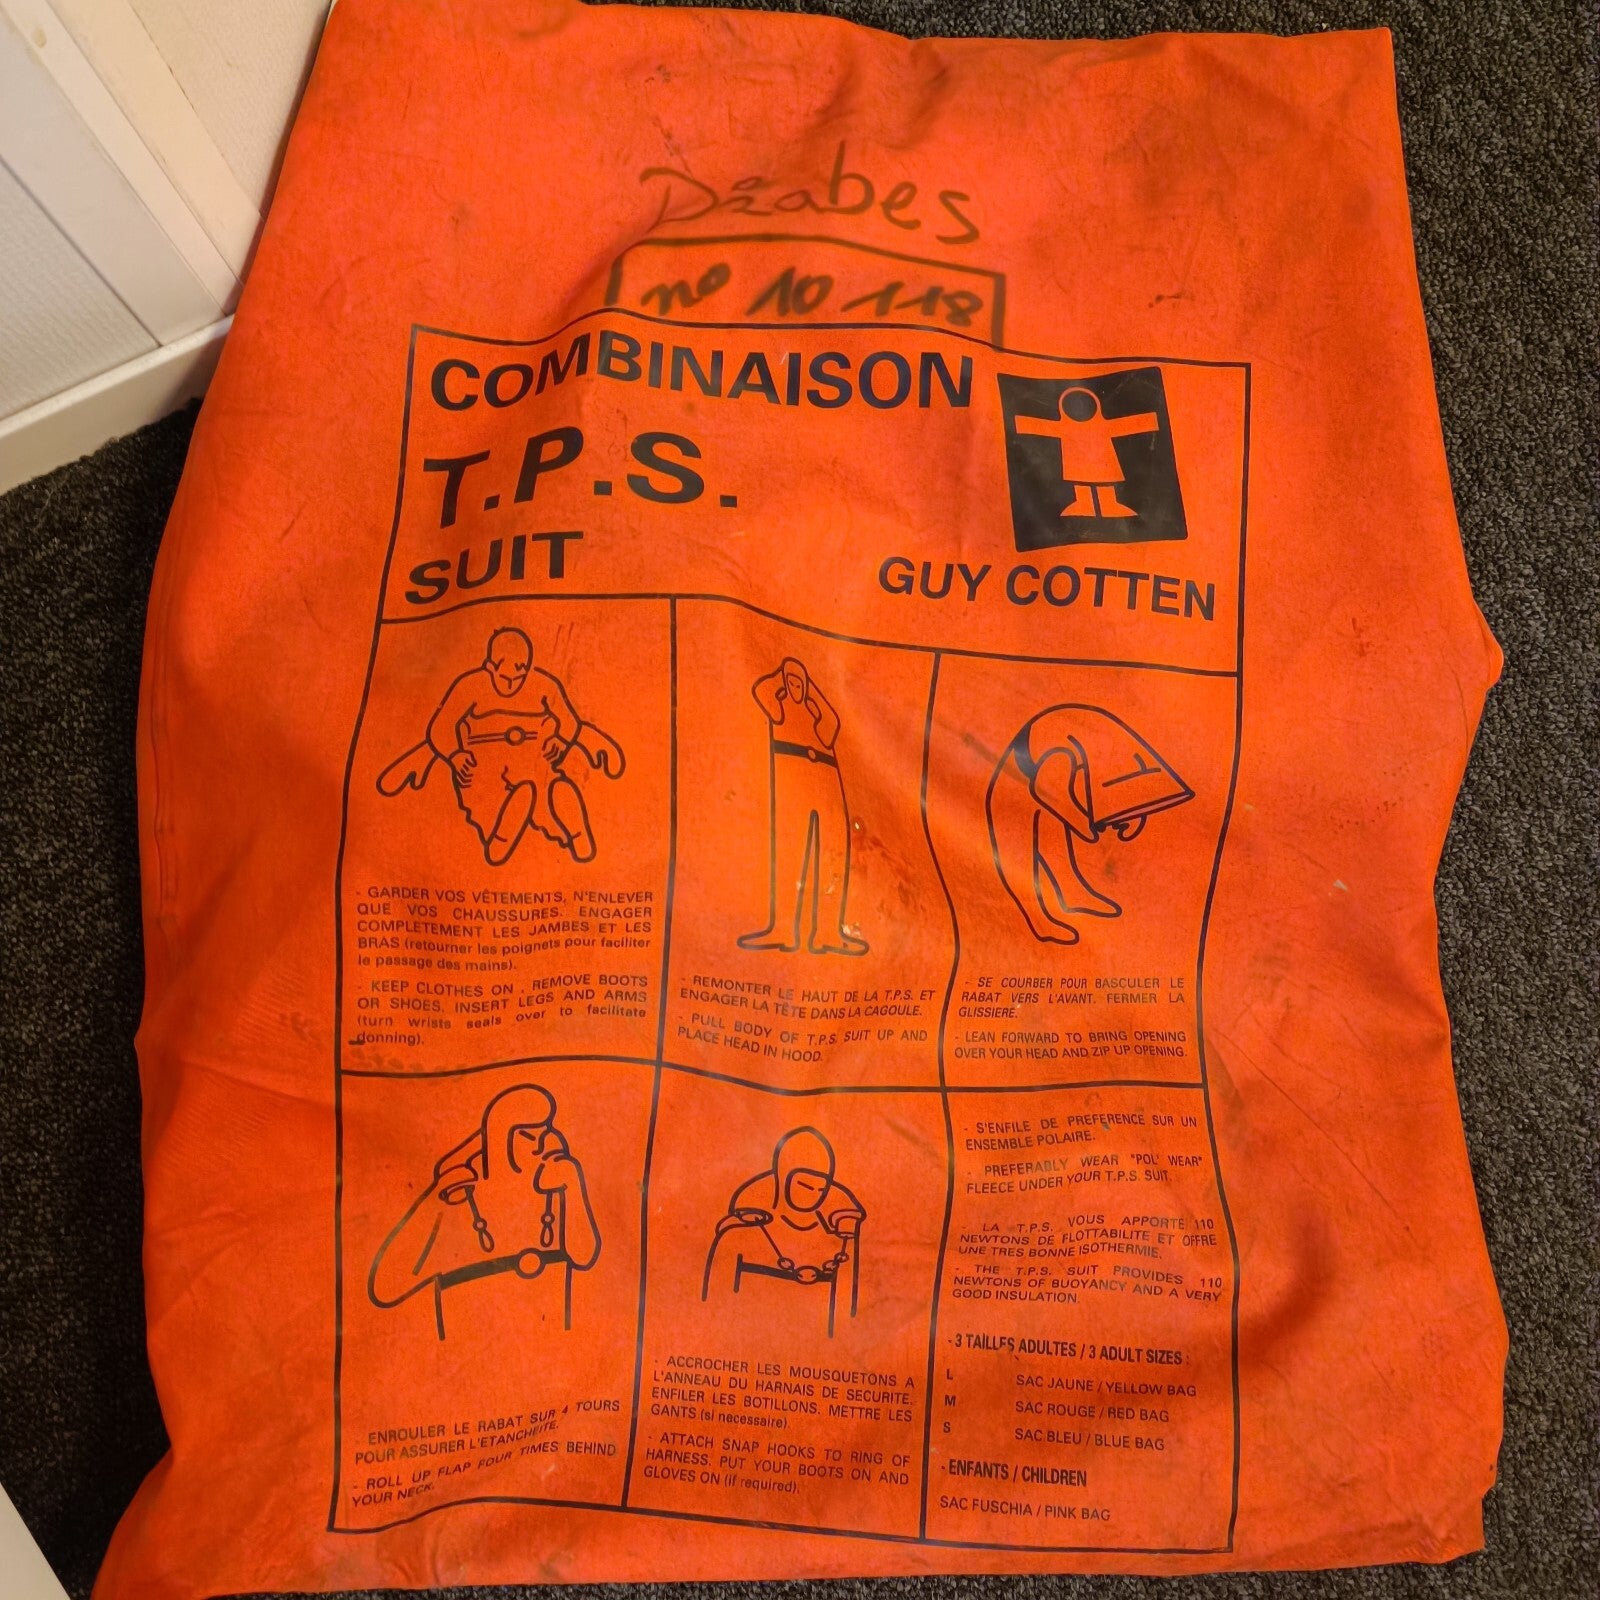 n° 10 118
COMBINAISON
T.P.S.
SUIT
GUY COTTEN
- GARDER VOS VÊTEMENTS, N'ENLEVER
QUE VOS CHAUSSURES. ENGAGER
COMPLETEMENT LES JAMBES ET LES
BRAS (retourner les poignets pour faciliter
le passage des mains).
- KEEP CLOTHES ON . REMOVE BOOTS
OR SHOES, INSERT LEGS AND ARMS
(turn wrists seals over to facilitate
donning).
- REMONTER LE HAUT DE LA T.P.S. ET
ENGAGER LA TÊTE DANS LA CAGOULE.
- PULL BODY OF T.P.S. SUIT UP AND
PLACE HEAD IN HOOD.
- SE COURBER POUR BASCULER LE
RABAT VERS L'AVANT. FERMER LA
GLISSIERE.
- LEAN FORWARD TO BRING OPENING
OVER YOUR HEAD AND ZIP UP OPENING.
ENROULER LE RABAT SUR 4 TOURS
POUR ASSURER L'ETANCHEITE.
- ROLL UP FLAP FOUR TIMES BEHIND
YOUR NECK.
- ACCROCHER LES MOUSQUETONS A
L'ANNEAU DU HARNAIS DE SECURITE.
ENFILER LES BOTILLONS. METTRE LES
GANTS (si necessaire).
- ATTACH SNAP HOOKS TO RING OF
HARNESS. PUT YOUR BOOTS ON AND
GLOVES ON (if required).
- S'ENFILE DE PREFERENCE SUR UN
ENSEMBLE POLAIRE.
- PREFERABLY WEAR "POL' WEAR"
FLEECE UNDER YOUR T.P.S. SUIT.
- LA T.P.S. VOUS APPORTE 110
NEWTONS DE FLOTTABILITE ET OFFRE
UNE TRES BONNE ISOTHERMIE.
- THE T.P.S. SUIT PROVIDES 110
NEWTONS OF BUOYANCY AND A VERY
GOOD INSULATION.
- 3 TAILLES ADULTES / 3 ADULT SIZES :
L SAC JAUNE / YELLOW BAG
M SAC ROUGE / RED BAG
S SAC BLEU / BLUE BAG
- ENFANTS / CHILDREN
SAC FUSCHIA / PINK BAG